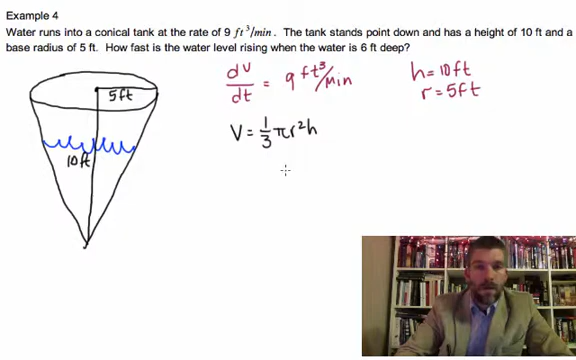 Example 4
Water runs into a conical tank at the rate of 9 ft³/min. The tank stands point down and has a height of 10 ft and a
base radius of 5 ft. How fast is the water level rising when the water is 6 ft deep?
dV/dt = 9 ft³/Min
h = 10ft
r = 5ft
5ft
V = 1/3 πr²h
10ft